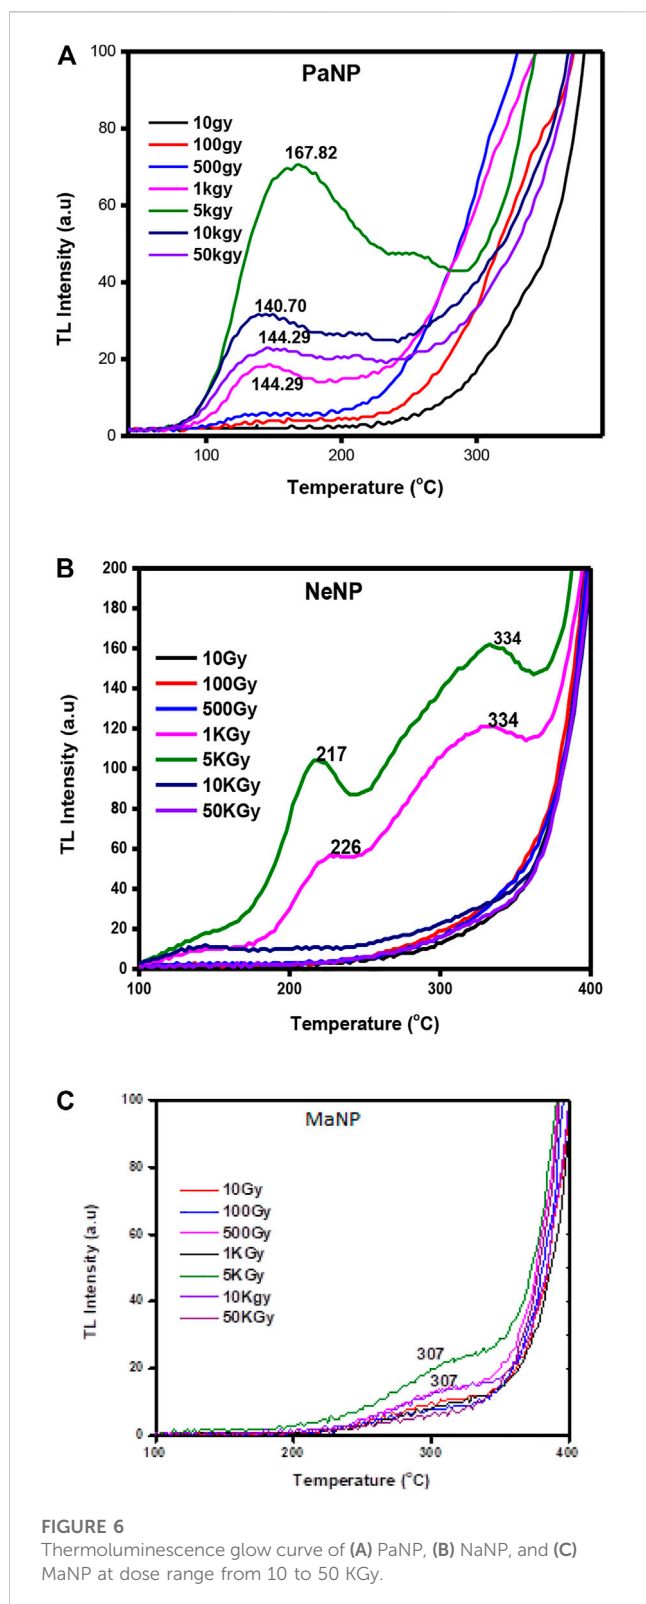 A
PaNP
100
80
60
40
20
0
TL Intensity (a.u)
10gy
100gy
500gy
1kgy
5kgy
10kgy
50kgy
167.82
140.70
144.29
144.29
100
200
300
Temperature (°C)
B
NeNP
200
180
160
140
120
100
80
60
40
20
0
TL Intensity (a.u)
10Gy
100Gy
500Gy
1KGy
5KGy
10KGy
50KGy
334
334
217
226
100
200
300
400
Temperature (°C)
C
MaNP
100
80
60
40
20
0
TL Intensity (a.u)
10Gy
100Gy
500Gy
1KGy
5KGy
10Kgy
50KGy
307
307
100
200
300
400
Temperature (°C)
FIGURE 6
Thermoluminescence glow curve of (A) PaNP, (B) NaNP, and (C)
MaNP at dose range from 10 to 50 KGy.